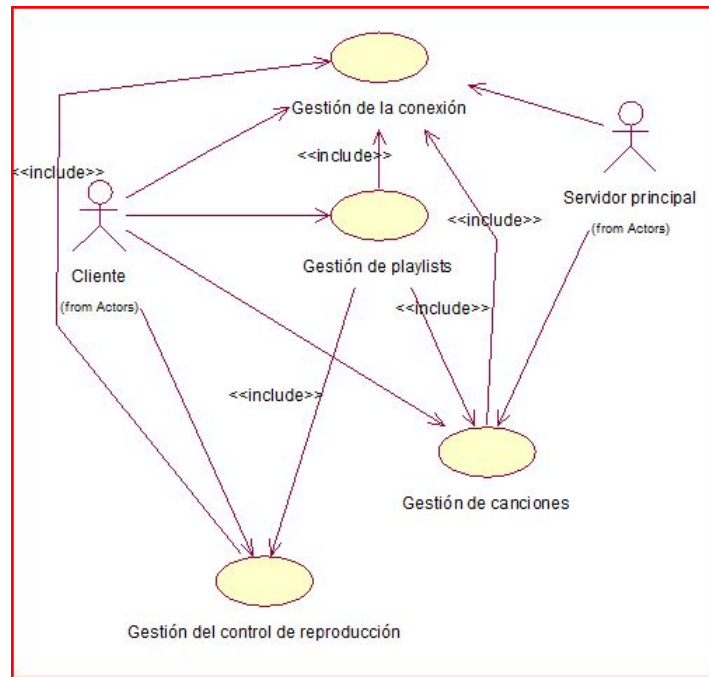 Gestión de la conexión
<<include>>
<<include>>
Servidor principal
(from Actors)
<<include>>
Cliente
(from Actors)
Gestión de playlists
<<include>>
<<include>>
Gestión de canciones
Gestión del control de reproducción